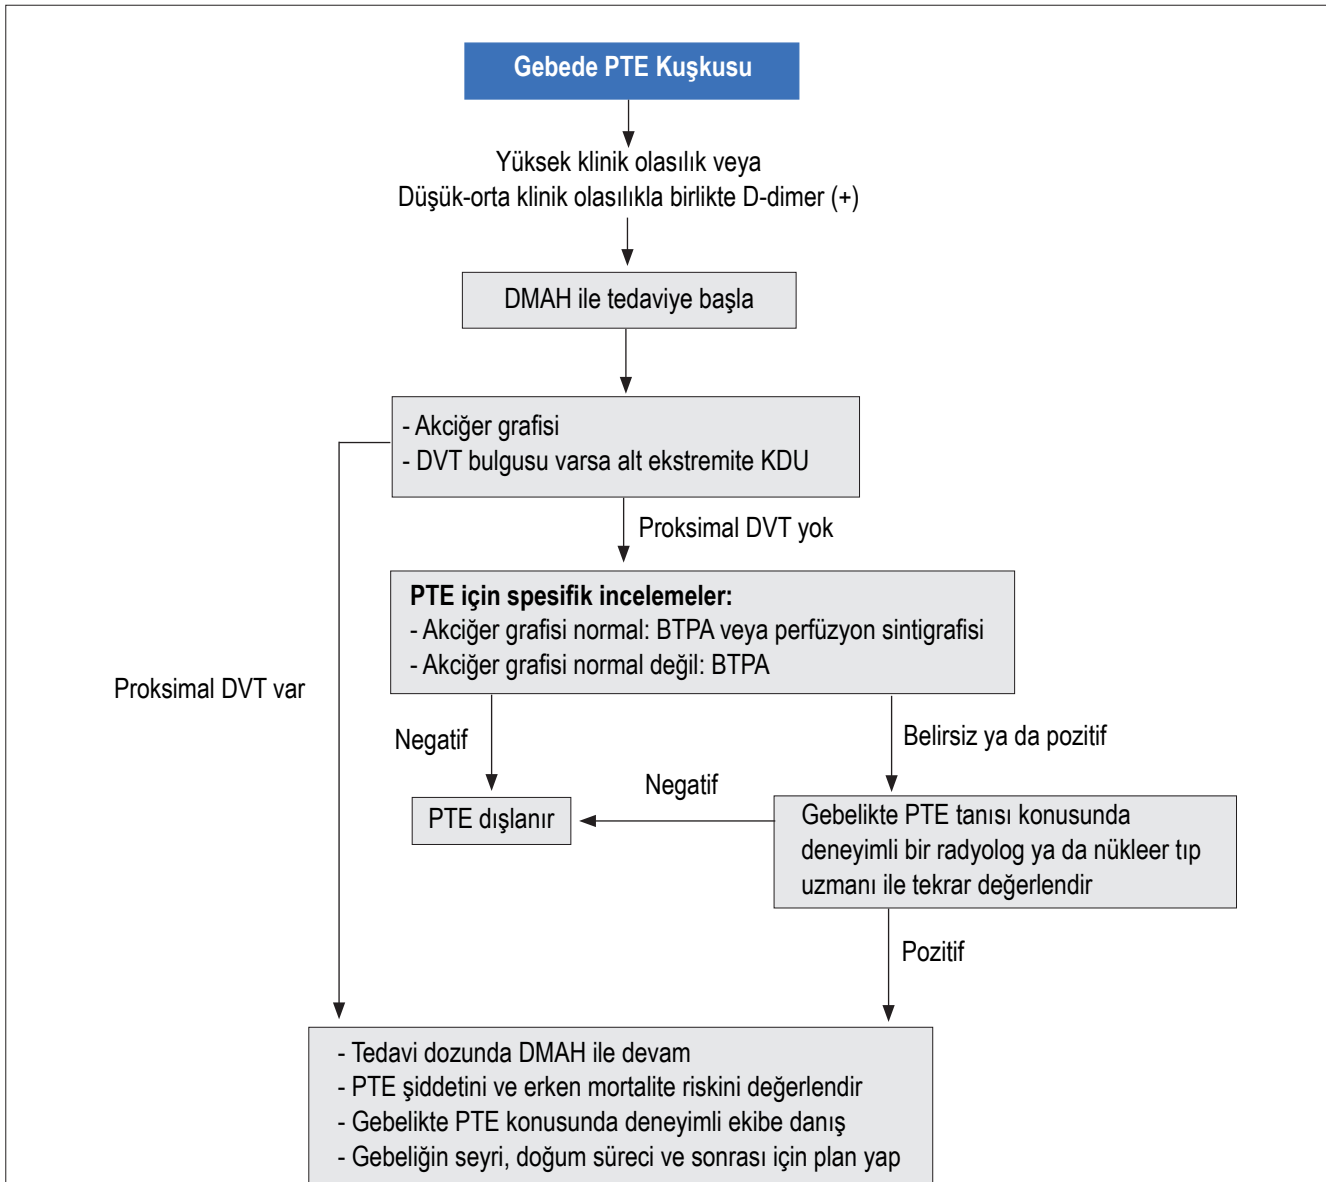 Gebede PTE Kuşkusu
Yüksek klinik olasılık veya
Düşük-orta klinik olasılıkla birlikte D-dimer (+)
DMAH ile tedaviye başla
- Akciğer grafisi
- DVT bulgusu varsa alt ekstremite KDU
Proksimal DVT yok
PTE için spesifik incelemeler:
- Akciğer grafisi normal: BTPA veya perfüzyon sintigrafisi
- Akciğer grafisi normal değil: BTPA
Proksimal DVT var
Negatif
Belirsiz ya da pozitif
Negatif
PTE dışlanır
Gebelikte PTE tanısı konusunda
deneyimli bir radyolog ya da nükleer tıp
uzmanı ile tekrar değerlendir
Pozitif
- Tedavi dozunda DMAH ile devam
- PTE şiddetini ve erken mortalite riskini değerlendir
- Gebelikte PTE konusunda deneyimli ekibe danış
- Gebeliğin seyri, doğum süreci ve sonrası için plan yap